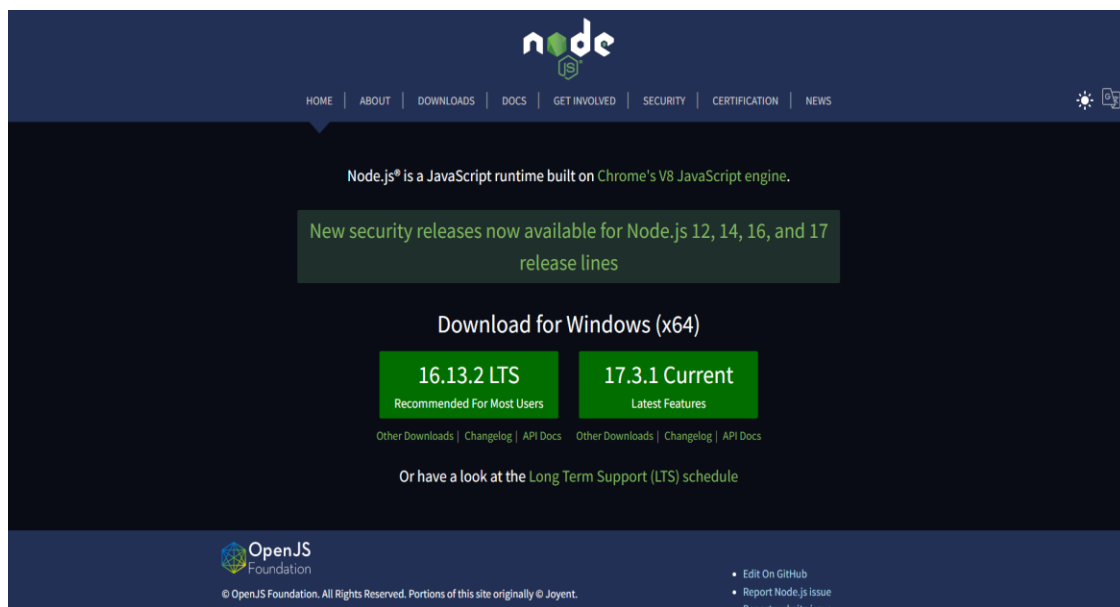 node
JS
HOME | ABOUT | DOWNLOADS | DOCS | GET INVOLVED | SECURITY | CERTIFICATION | NEWS
Node.js® is a JavaScript runtime built on Chrome's V8 JavaScript engine.
New security releases now available for Node.js 12, 14, 16, and 17
release lines
Download for Windows (x64)
16.13.2 LTS
Recommended For Most Users
17.3.1 Current
Latest Features
Other Downloads | Changelog | API Docs
Other Downloads | Changelog | API Docs
Or have a look at the Long Term Support (LTS) schedule
OpenJS
Foundation
© OpenJS Foundation. All Rights Reserved. Portions of this site originally © Joyent.
Edit On GitHub
Report Node.js issue